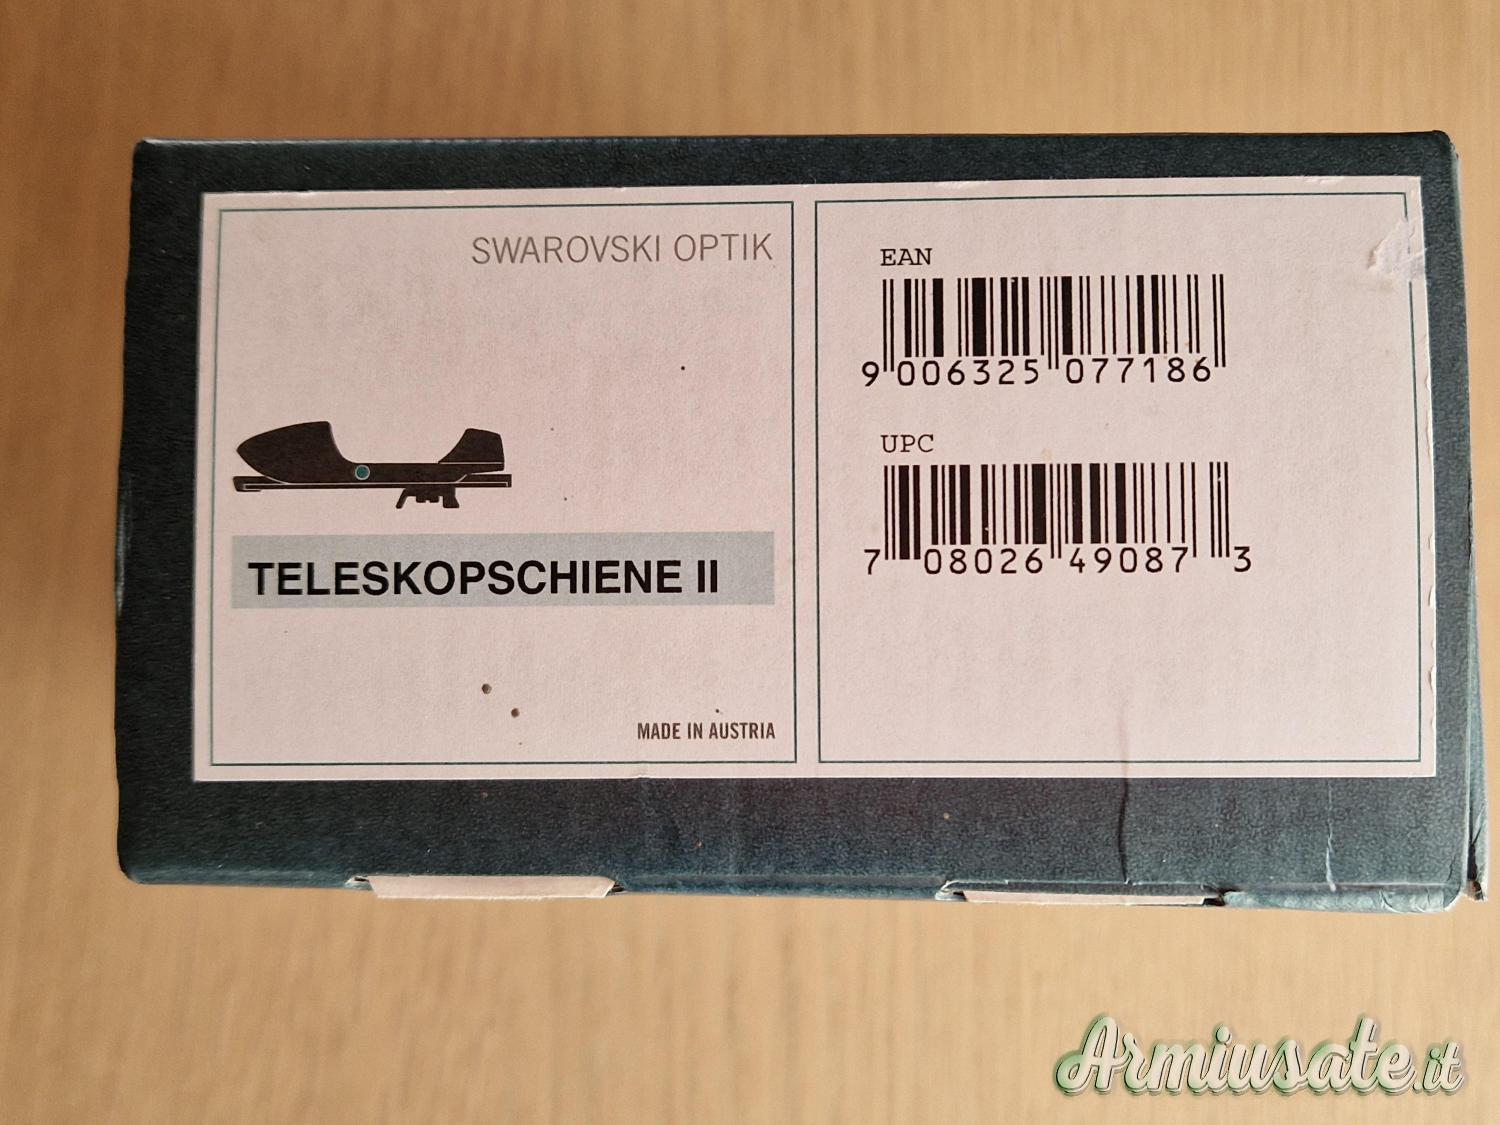 SWAROVSKI OPTIK
TELESKOPSCHIENE II
MADE IN AUSTRIA
EAN
9 006325 077186
UPC
7 08026 49087 3
Armiusate.it